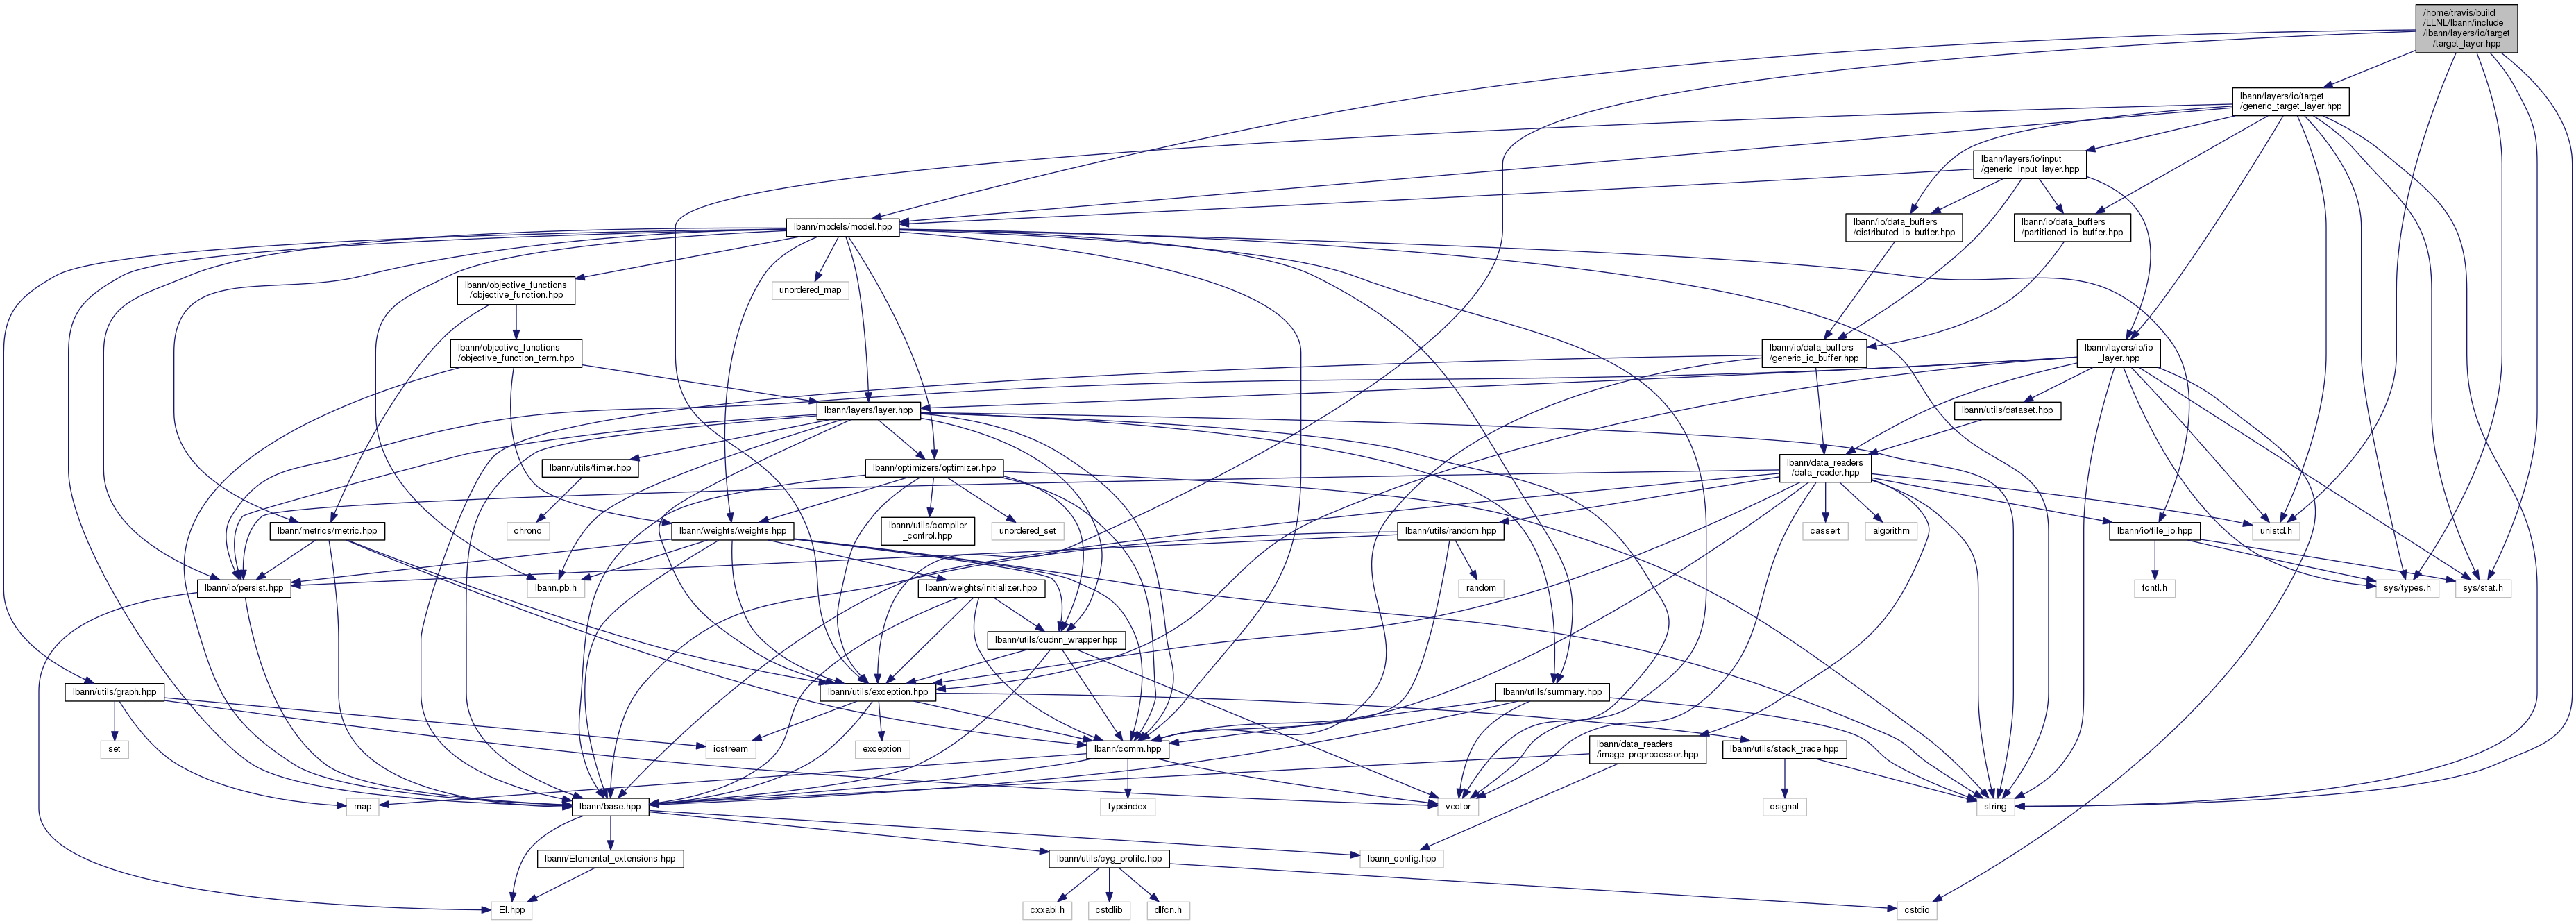 /home/travis/build
/LLNL/lbann/include
/lbann/layers/io/target
/target_layer.hpp
lbann/layers/io/target
/generic_target_layer.hpp
lbann/layers/io/input
/generic_input_layer.hpp
lbann/models/model.hpp
lbann/io/data_buffers
/distributed_io_buffer.hpp
lbann/io/data_buffers
/partitioned_io_buffer.hpp
lbann/objective_functions
/objective_function.hpp
unordered_map
lbann/objective_functions
/objective_function_term.hpp
lbann/io/data_buffers
/generic_io_buffer.hpp
lbann/layers/io/io
_layer.hpp
lbann/layers/layer.hpp
lbann/utils/dataset.hpp
lbann/utils/timer.hpp
lbann/optimizers/optimizer.hpp
lbann/data_readers
/data_reader.hpp
lbann/metrics/metric.hpp
chrono
lbann/weights/weights.hpp
lbann/utils/compiler
_control.hpp
unordered_set
lbann/utils/random.hpp
cassert
algorithm
lbann/io/file_io.hpp
unistd.h
lbann/io/persist.hpp
lbann.pb.h
lbann/weights/initializer.hpp
random
fcntl.h
sys/types.h
sys/stat.h
lbann/utils/cudnn_wrapper.hpp
lbann/utils/graph.hpp
lbann/utils/exception.hpp
lbann/utils/summary.hpp
set
iostream
exception
lbann/comm.hpp
lbann/data_readers
/image_preprocessor.hpp
lbann/utils/stack_trace.hpp
map
lbann/base.hpp
typeindex
vector
csignal
string
lbann/Elemental_extensions.hpp
lbann/utils/cyg_profile.hpp
lbann_config.hpp
El.hpp
cxxabi.h
cstdlib
dlfcn.h
cstdio